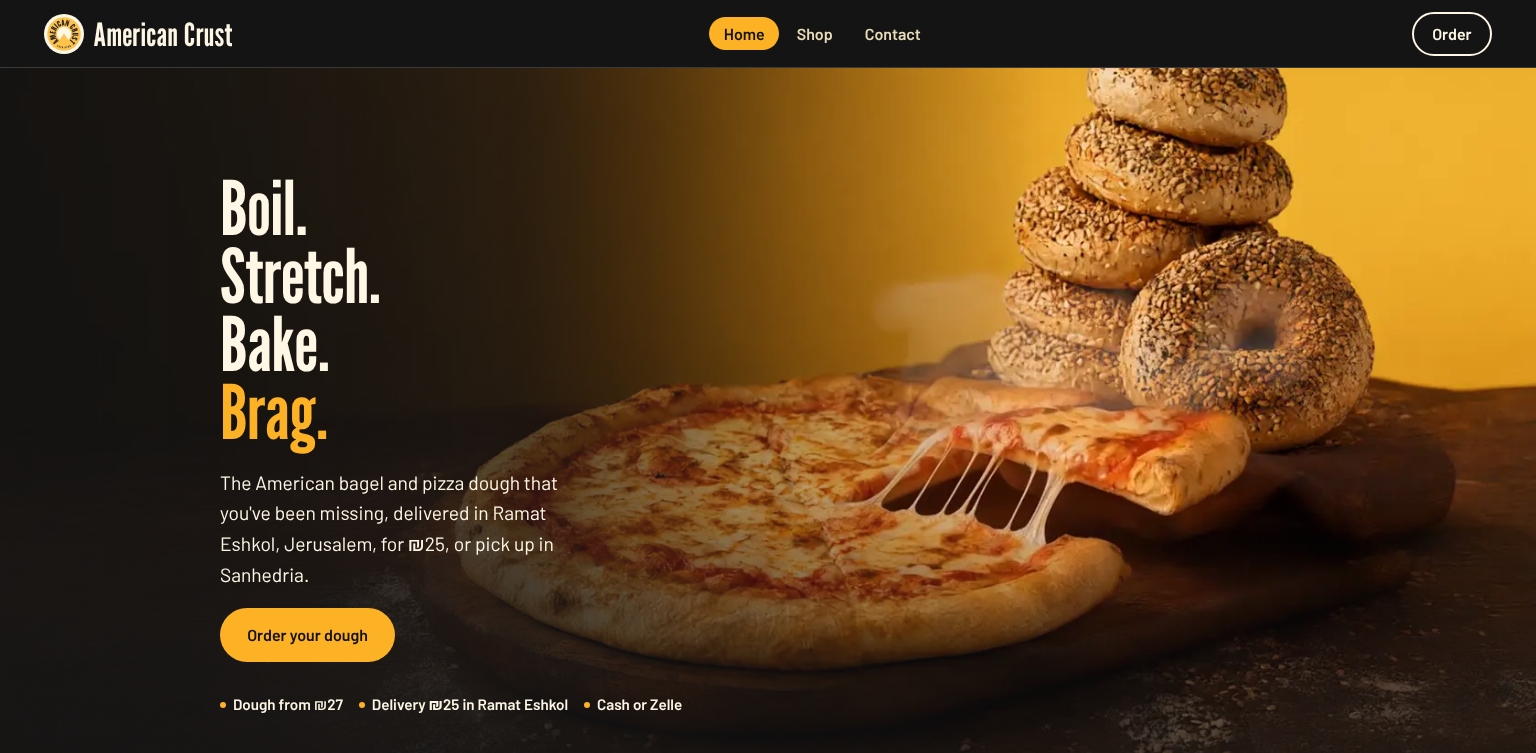 AMERICAN CRUST
American Crust
Home
Shop
Contact
Order
Boil.
Stretch.
Bake.
Brag.
The American bagel and pizza dough that
you've been missing, delivered in Ramat
Eshkol, Jerusalem, for ₪25, or pick up in
Sanhedria.
Order your dough
Dough from ₪27
Delivery ₪25 in Ramat Eshkol
Cash or Zelle